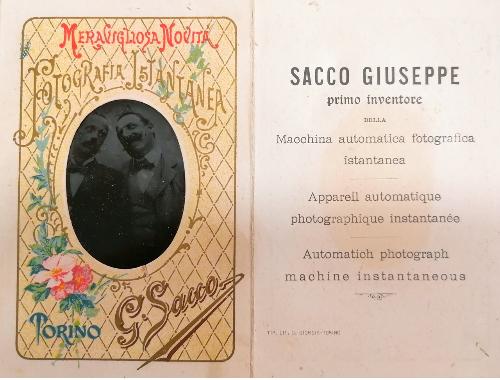 MERAVIGLIOSA NOVITÀ
FOTOGRAFIA ISTANTANEA
G. Sacco
TORINO
SACCO GIUSEPPE
primo inventore
DELLA
Macchina automatica fotografica
istantanea
Appareil automatique
photographique instantanée
Automatich photograph
machine instantaneous